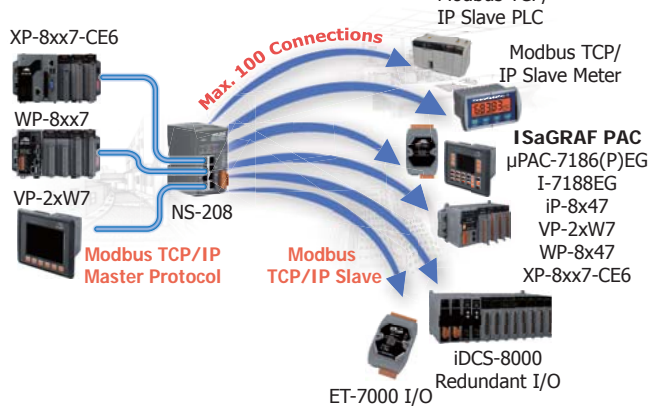 Modbus TCP/
IP Slave PLC
XP-8xx7-CE6
Max. 100 Connections
Modbus TCP/
IP Slave Meter
WP-8xx7
ISaGRAF PAC
µPAC-7186(P)EG
I-7188EG
iP-8x47
VP-2xW7
WP-8x47
XP-8xx7-CE6
VP-2xW7
NS-208
Modbus TCP/IP
Master Protocol
Modbus
TCP/IP Slave
iDCS-8000
Redundant I/O
ET-7000 I/O